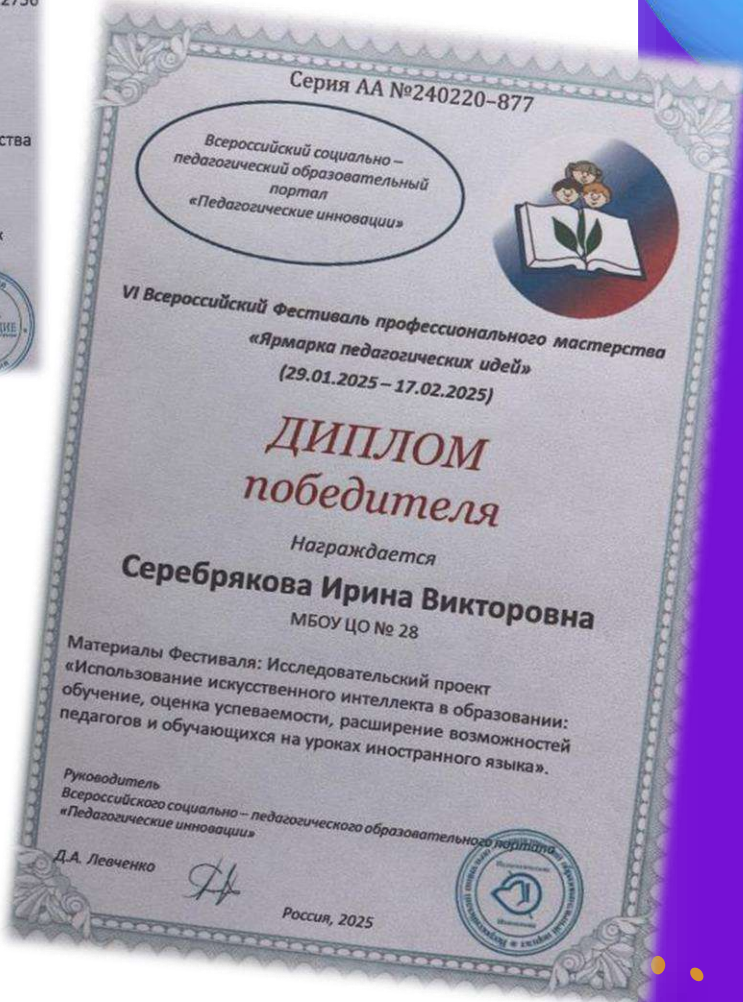 2736
ства
Серия АА №240220–877
Всероссийский социально –
педагогический образовательный
портал
«Педагогические инновации»
VI Всероссийский Фестиваль профессионального мастерства
«Ярмарка педагогических идей»
(29.01.2025 – 17.02.2025)
ДИПЛОМ
победителя
Награждается
Серебрякова Ирина Викторовна
МБОУ ЦО № 28
Материалы Фестиваля: Исследовательский проект
«Использование искусственного интеллекта в образовании:
обучение, оценка успеваемости, расширение возможностей
педагогов и обучающихся на уроках иностранного языка».
Руководитель
Всероссийского социально – педагогического образовательного портала
«Педагогические инновации»
Д.А. Левченко
Россия, 2025